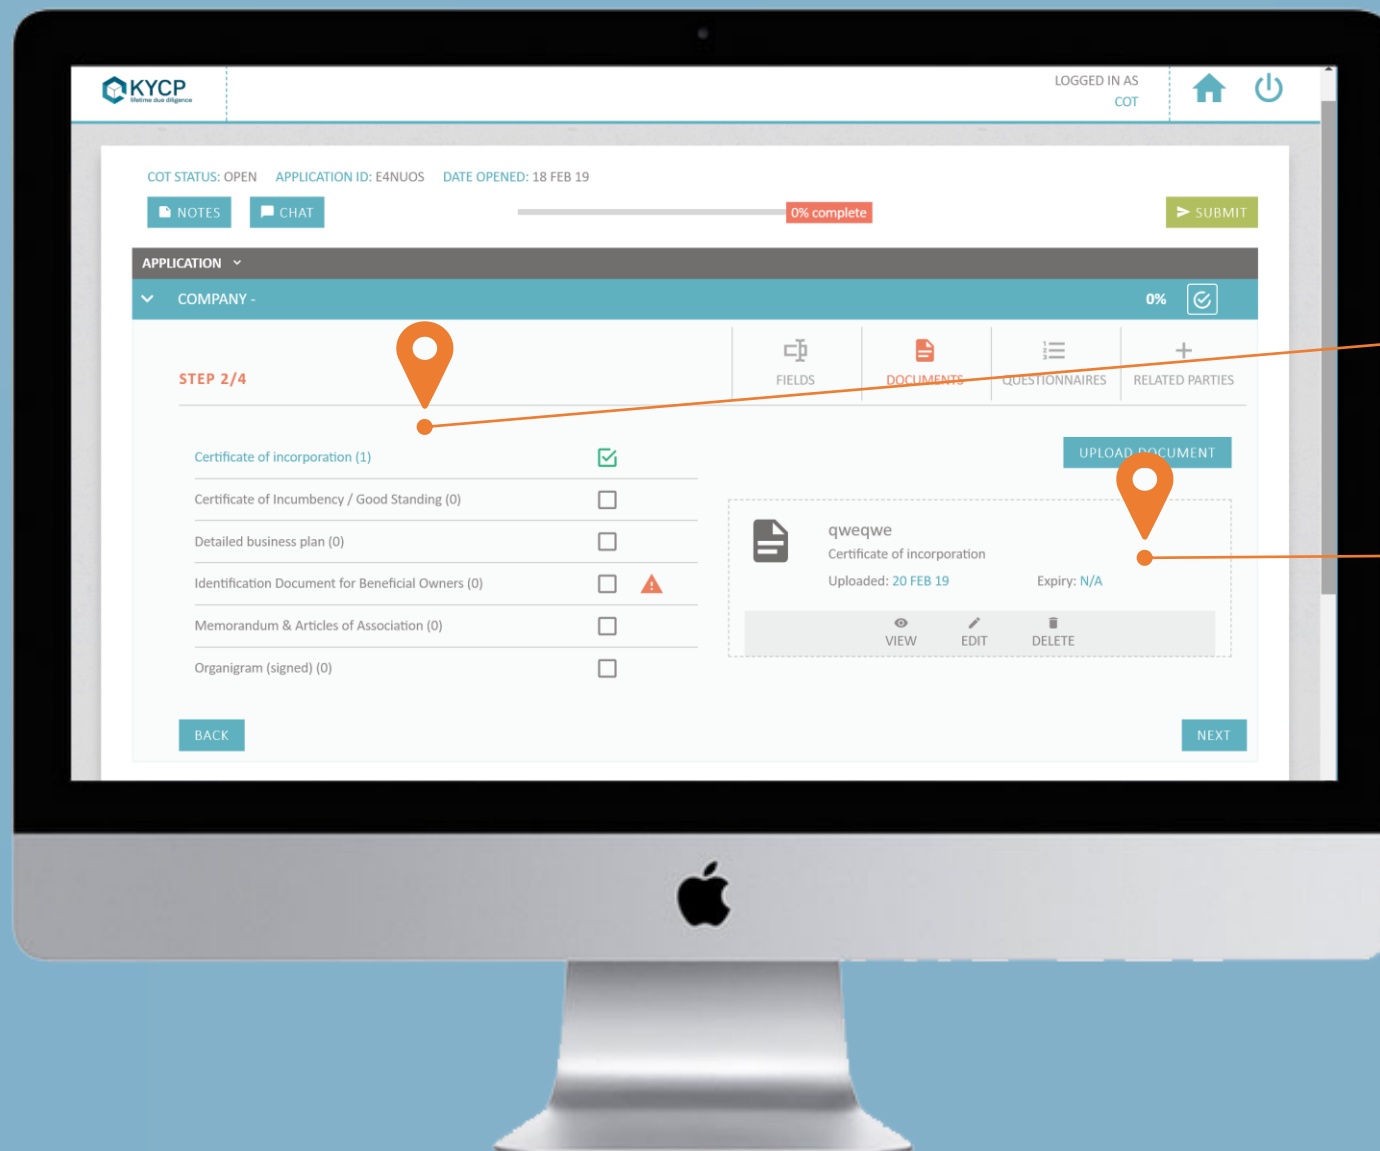 KYCP
lifetime due diligence
LOGGED IN AS
COT
COT STATUS: OPEN APPLICATION ID: E4NUOS DATE OPENED: 18 FEB 19
NOTES CHAT 0% complete SUBMIT
APPLICATION
COMPANY - 0%
STEP 2/4
FIELDS DOCUMENTS QUESTIONNAIRES RELATED PARTIES
Certificate of incorporation (1)
Certificate of Incumbency / Good Standing (0)
Detailed business plan (0)
Identification Document for Beneficial Owners (0)
Memorandum & Articles of Association (0)
Organigram (signed) (0)
UPLOAD DOCUMENT
qweqwe
Certificate of incorporation
Uploaded: 20 FEB 19 Expiry: N/A
VIEW EDIT DELETE
BACK NEXT